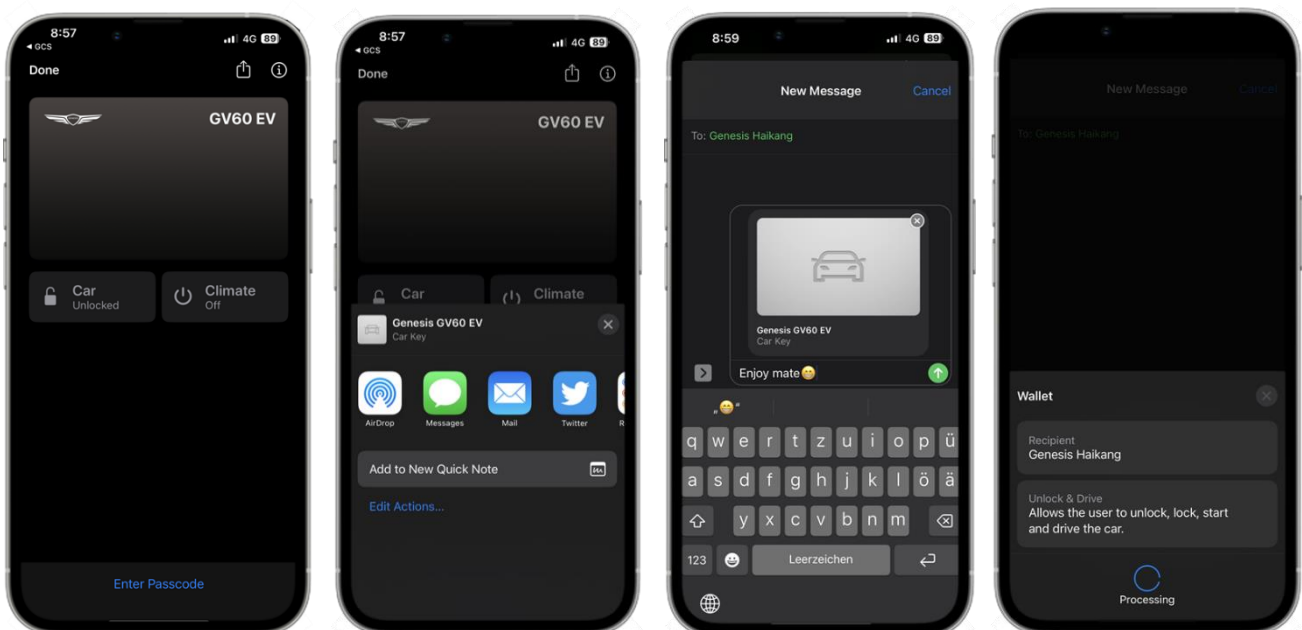 8:57
GCS
4G 89
Done
GV60 EV
Car
Unlocked
Climate
Off
Enter Passcode
8:57
GCS
4G 89
Done
GV60 EV
Car
Climate
Genesis GV60 EV
Car Key
AirDrop
Messages
Mail
Twitter
R
Add to New Quick Note
Edit Actions...
8:59
4G 89
New Message
Cancel
To: Genesis Haikang
Genesis GV60 EV
Car Key
Enjoy mate😁
„😁“
q w e r t z u i o p ü
a s d f g h j k l ö ä
y x c v b n m
123
Leerzeichen
New Message
Cancel
To: Genesis Haikang
Wallet
Recipient
Genesis Haikang
Unlock & Drive
Allows the user to unlock, lock, start
and drive the car.
Processing